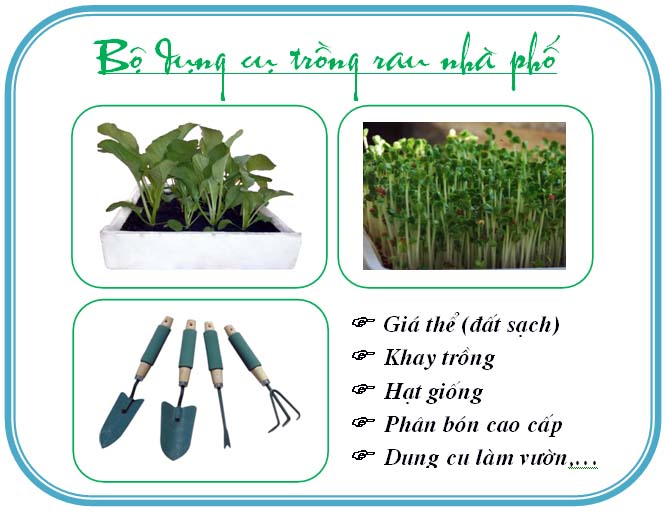 Bộ dụng cụ trồng rau nhà phố
Giá thể (đất sạch)
Khay trồng
Hạt giống
Phân bón cao cấp
Dụng cu làm vườn,…